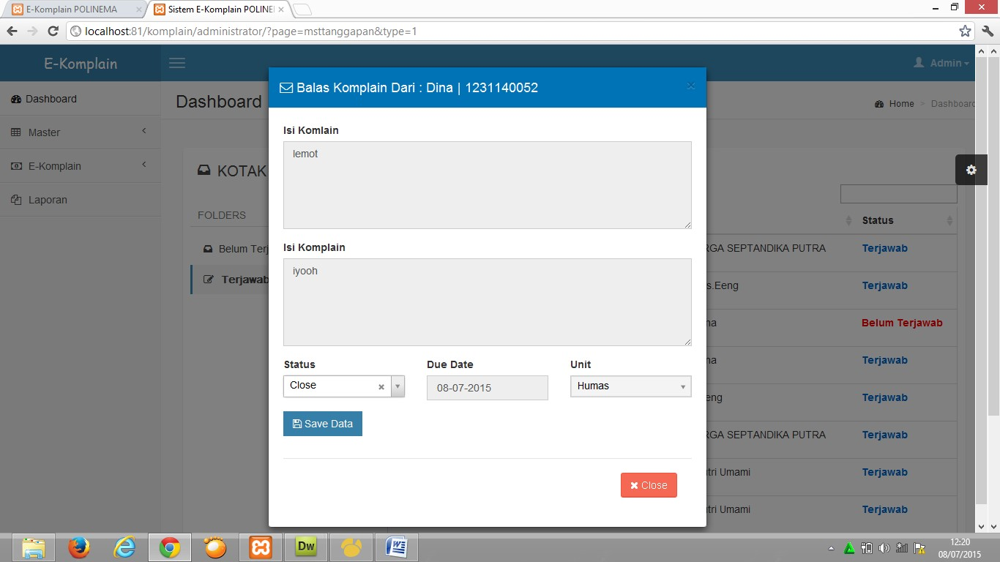 E-Komplain POLINEMA
Sistem E-Komplain POLINE
localhost:81/komplain/administrator/?page=msttanggapan&type=1
E-Komplain
Admin
Dashboard
Master
E-Komplain
Laporan
Dashboard
Home > Dashboard
KOTAK
FOLDERS
Belum Terj
Terjawab
Balas Komplain Dari : Dina | 1231140052
Isi Komlain
lemot
Isi Komplain
iyooh
Status
Due Date
Unit
Close
08-07-2015
Humas
Save Data
Close
Status
RGA SEPTANDIKA PUTRA Terjawab
s.Eeng Terjawab
na Belum Terjawab
na Terjawab
eng Terjawab
RGA SEPTANDIKA PUTRA Terjawab
tri Umami Terjawab
tri Umami Terjawab
Dw
12:20
08/07/2015